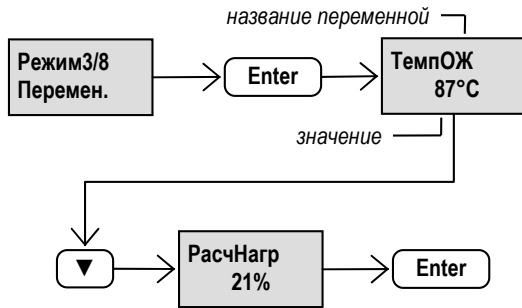 название переменной
Режим3/8
Перемен.
Enter
ТемпОЖ
87°C
значение
▼
РасчНагр
21%
Enter